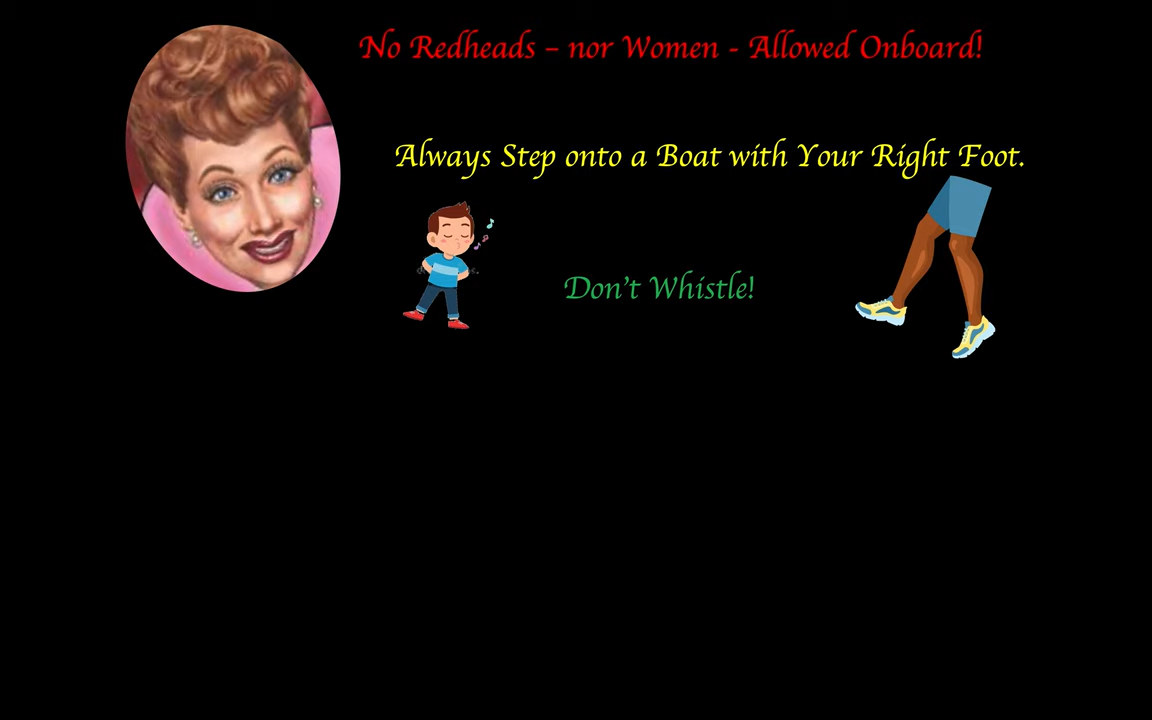 No Redheads – nor Women - Allowed Onboard!
Always Step onto a Boat with Your Right Foot.
Don't Whistle!